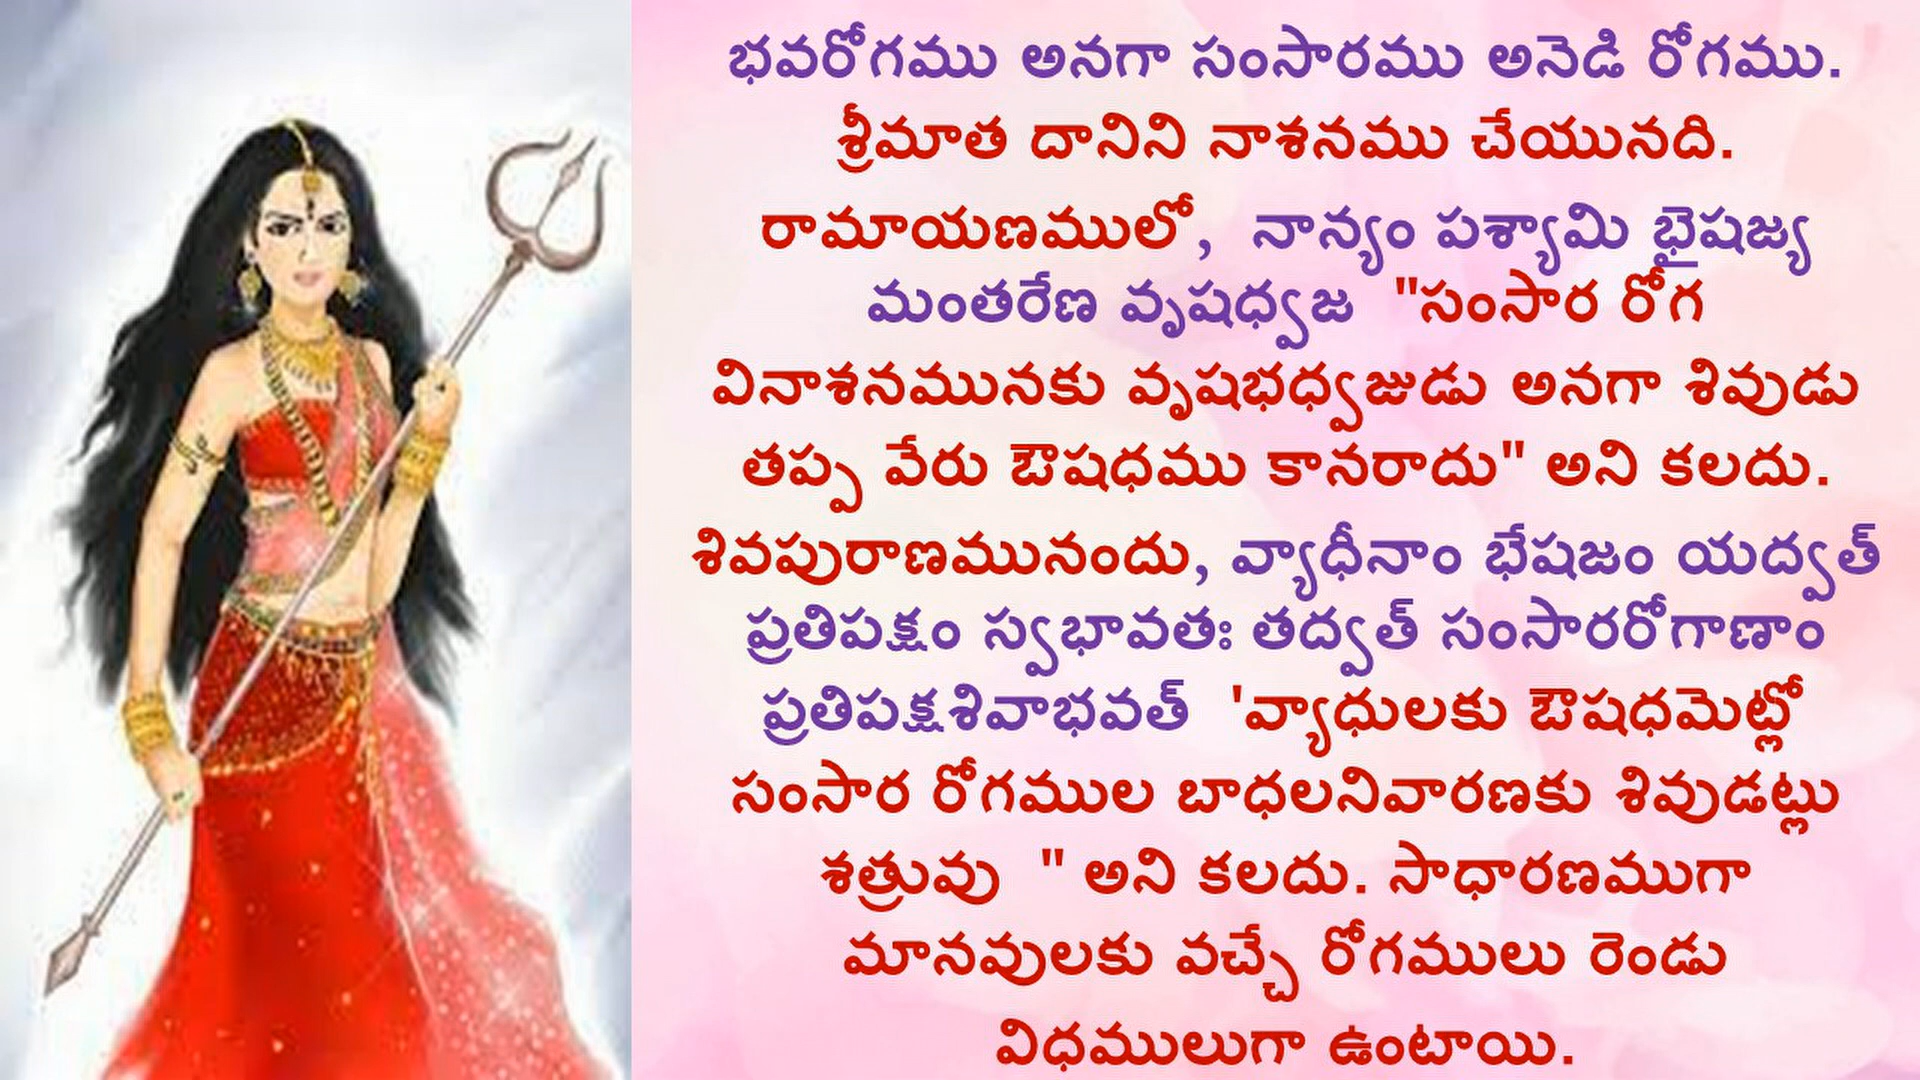 భవరోగము అనగా సంసారము అనెడి రోగము.
శ్రీమాత దానిని నాశనము చేయునది.
రామాయణములో, నాన్యం పశ్యామి భైషజ్య
మంతరేణ వృషధ్వజ "సంసార రోగ
వినాశనమునకు వృషభధ్వజుడు అనగా శివుడు
తప్ప వేరు ఔషధము కానరాదు" అని కలదు.
శివపురాణమునందు, వ్యాధీనాం భేషజం యద్వత్
ప్రతిపక్షం స్వభావతః తద్వత్ సంసారరోగాణాం
ప్రతిపక్షశివాభవత్ 'వ్యాధులకు ఔషధమెట్లో
సంసార రోగముల బాధలనివారణకు శివుడట్లు
శత్రువు " అని కలదు. సాధారణముగా
మానవులకు వచ్చే రోగములు రెండు
విధములుగా ఉంటాయి.